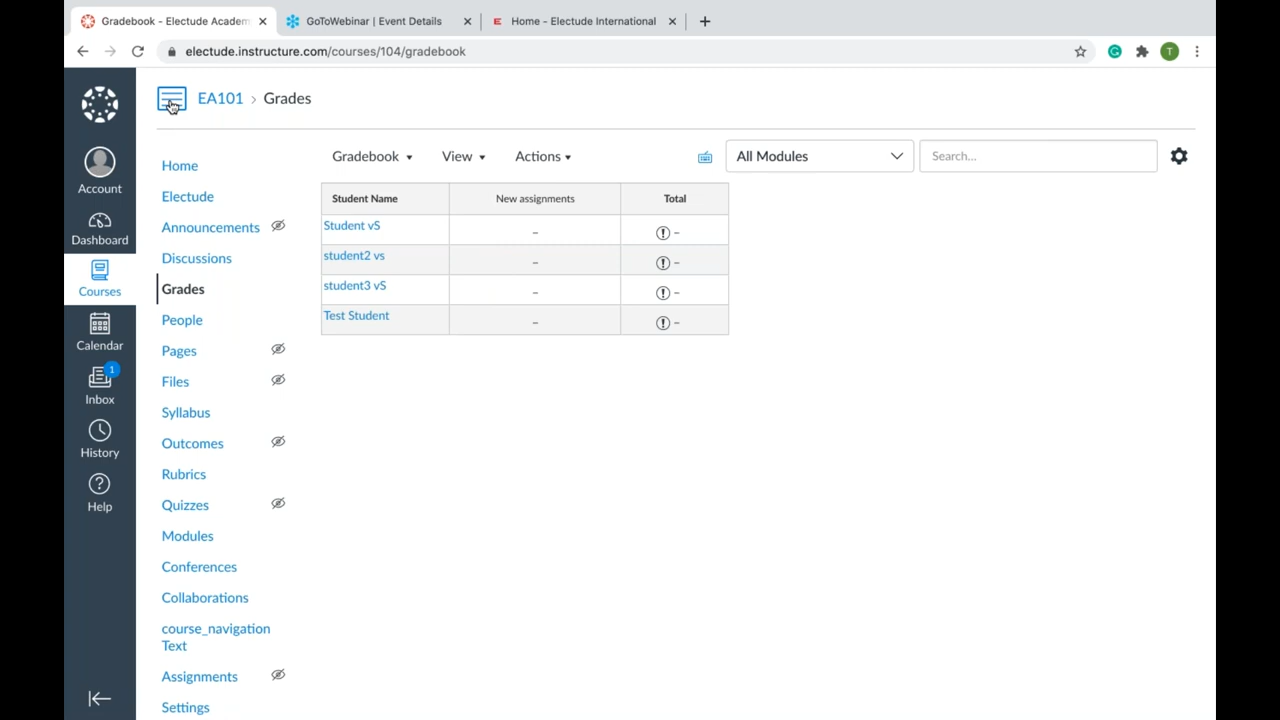 Gradebook - Electude Academ
GoToWebinar | Event Details
Home - Electude International
electude.instructure.com/courses/104/gradebook
T
EA101 › Grades
Account
Dashboard
Courses
Calendar
1
Inbox
History
Help
Home
Electude
Announcements
Discussions
Grades
People
Pages
Files
Syllabus
Outcomes
Rubrics
Quizzes
Modules
Conferences
Collaborations
course_navigation
Text
Assignments
Settings
Gradebook View Actions All Modules Search...
Student Name New assignments Total
Student vS – –
student2 vs – –
student3 vS – –
Test Student – –